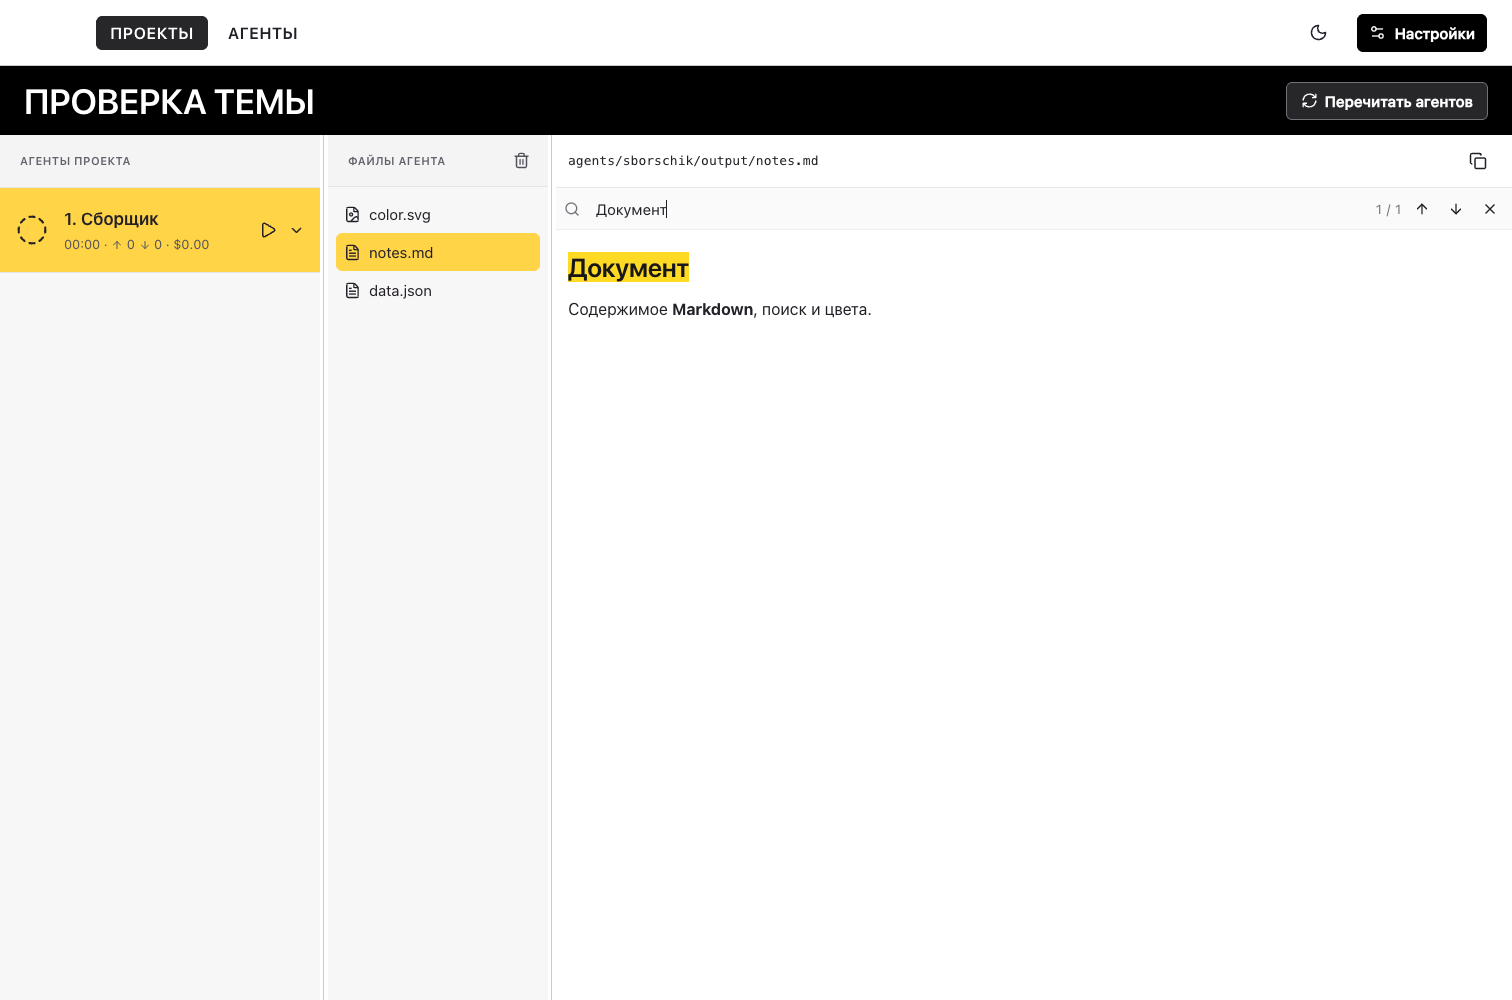 ПРОЕКТЫ АГЕНТЫ Настройки
ПРОВЕРКА ТЕМЫ Перечитать агентов
АГЕНТЫ ПРОЕКТА
1. Сборщик
00:00 · ↑ 0 ↓ 0 · $0.00
ФАЙЛЫ АГЕНТА
color.svg
notes.md
data.json
agents/sborschik/output/notes.md
Документ 1 / 1
Документ
Содержимое Markdown, поиск и цвета.